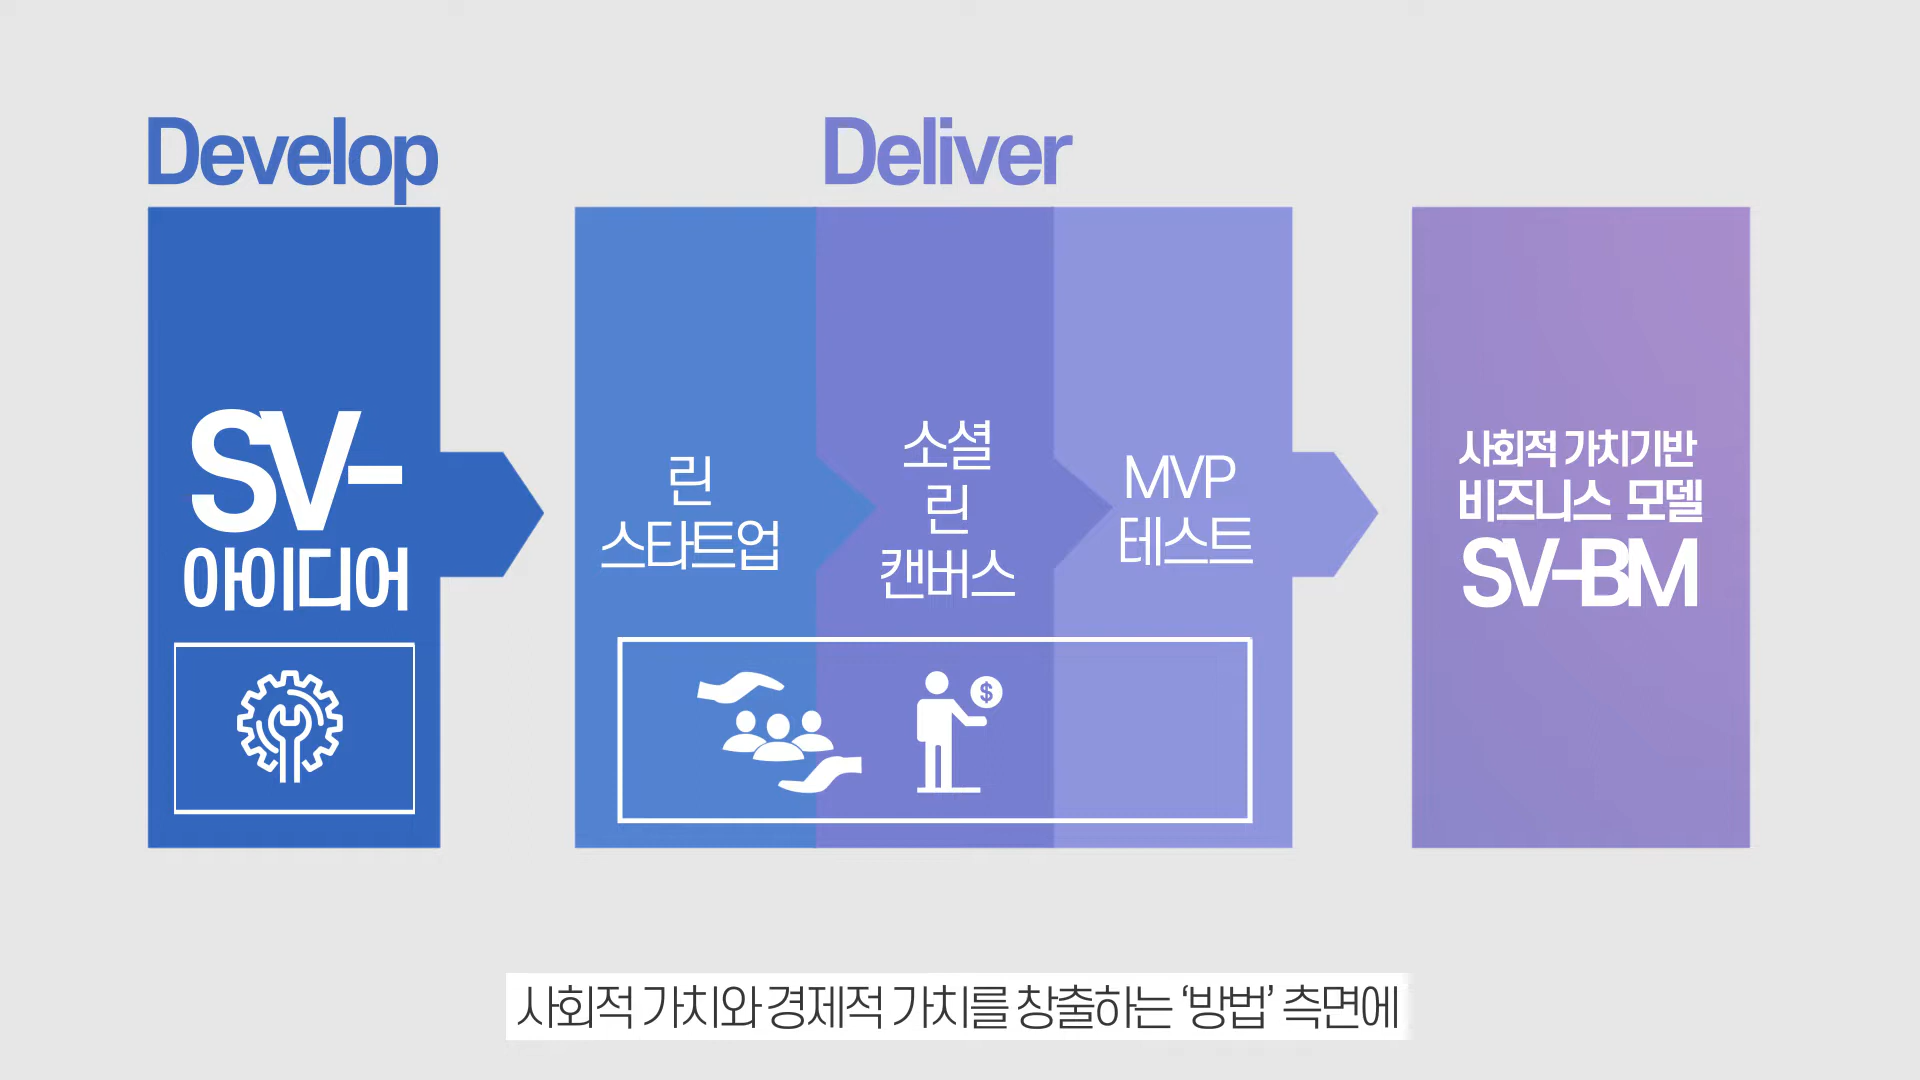 Develop
SV-
아이디어
Deliver
린
스타트업
소셜
린
캔버스
MVP
테스트
$
사회적 가치기반
비즈니스 모델
SV-BM
사회적 가치와 경제적 가치를 창출하는 ‘방법’ 측면에